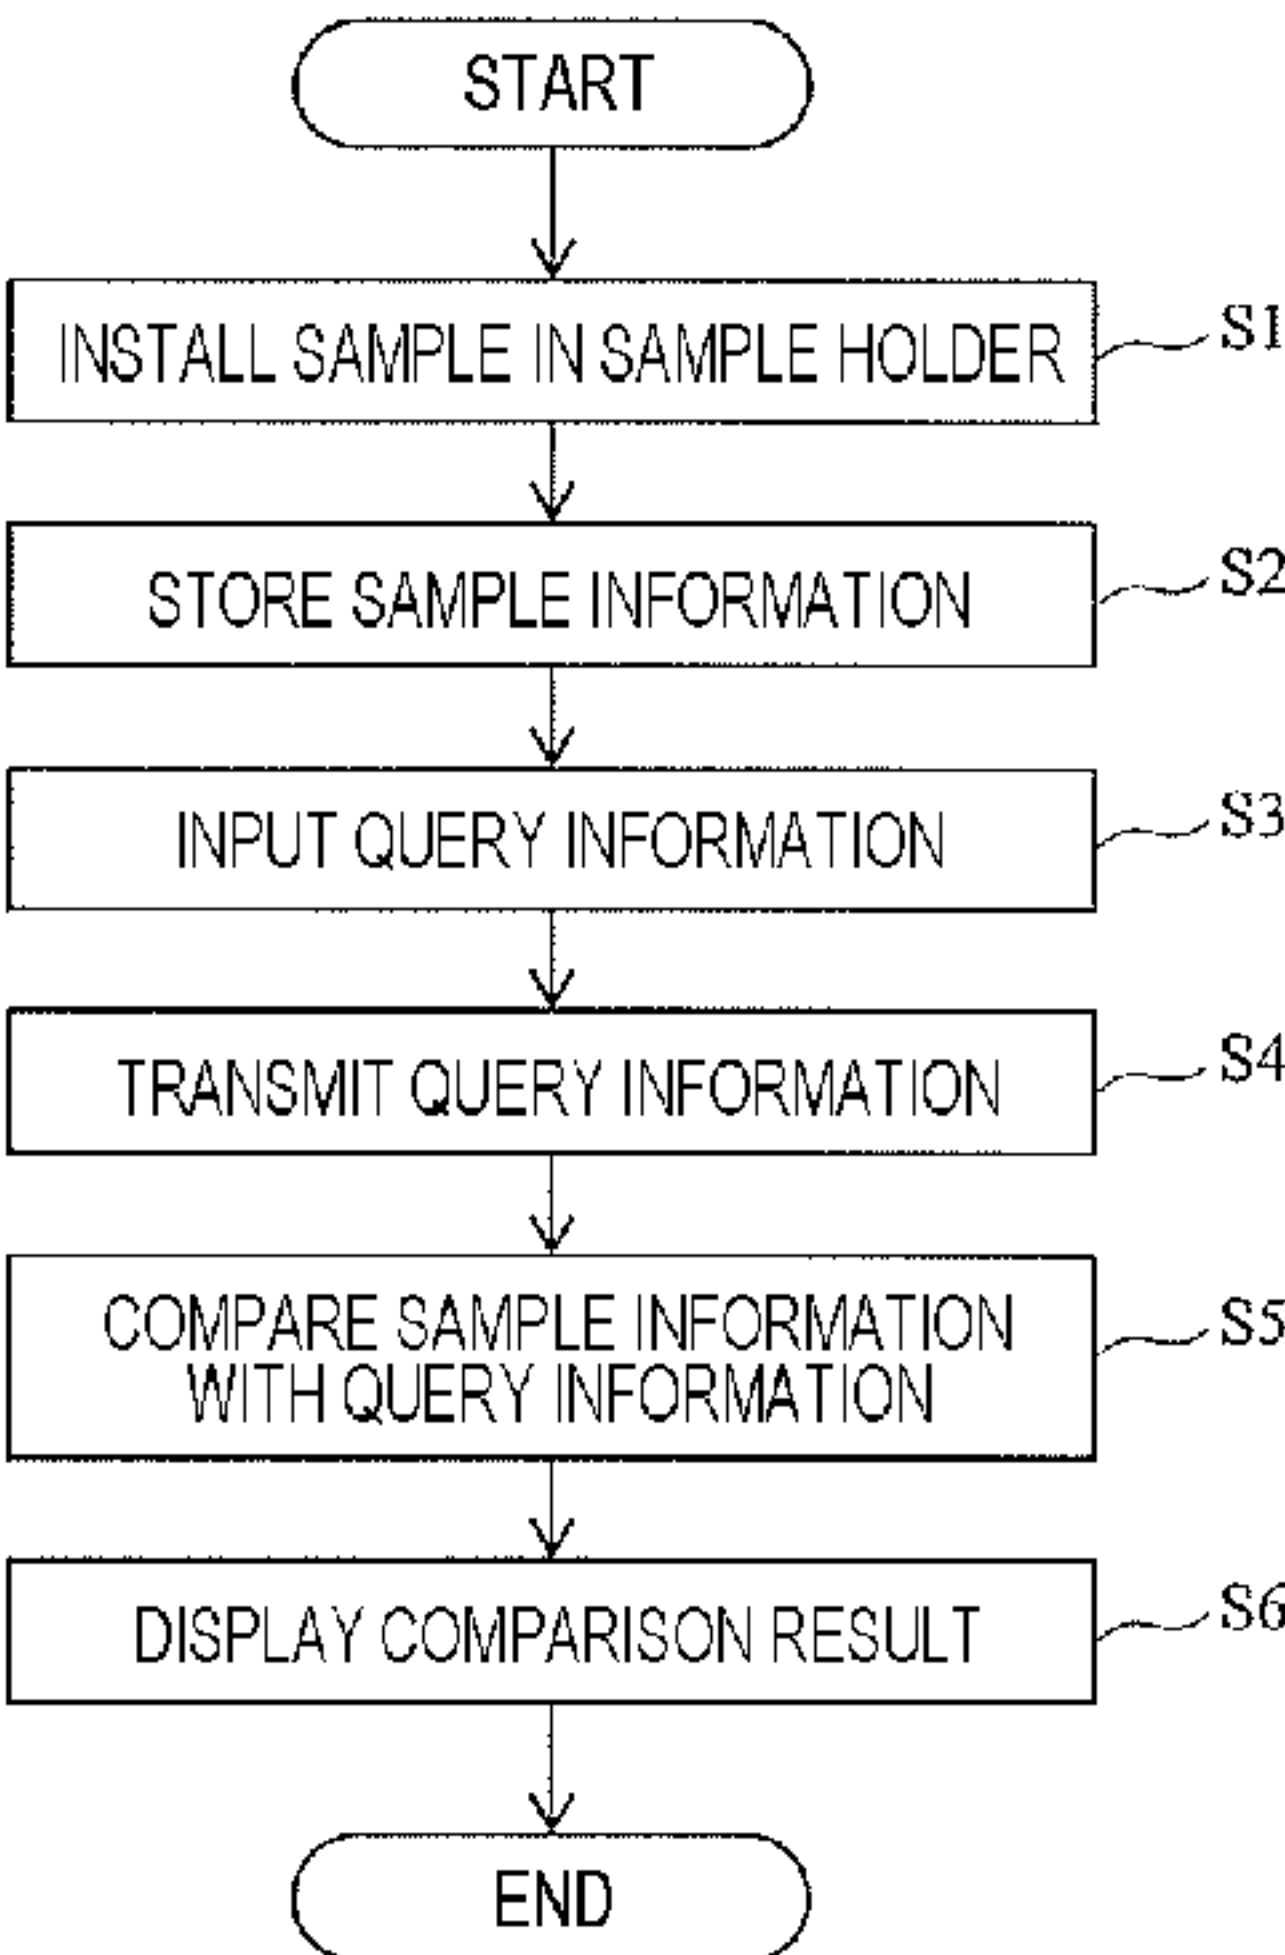 START
INSTALL SAMPLE IN SAMPLE HOLDER
S1
STORE SAMPLE INFORMATION
S2
INPUT QUERY INFORMATION
S3
TRANSMIT QUERY INFORMATION
S4
COMPARE SAMPLE INFORMATION
WITH QUERY INFORMATION
S5
DISPLAY COMPARISON RESULT
S6
END